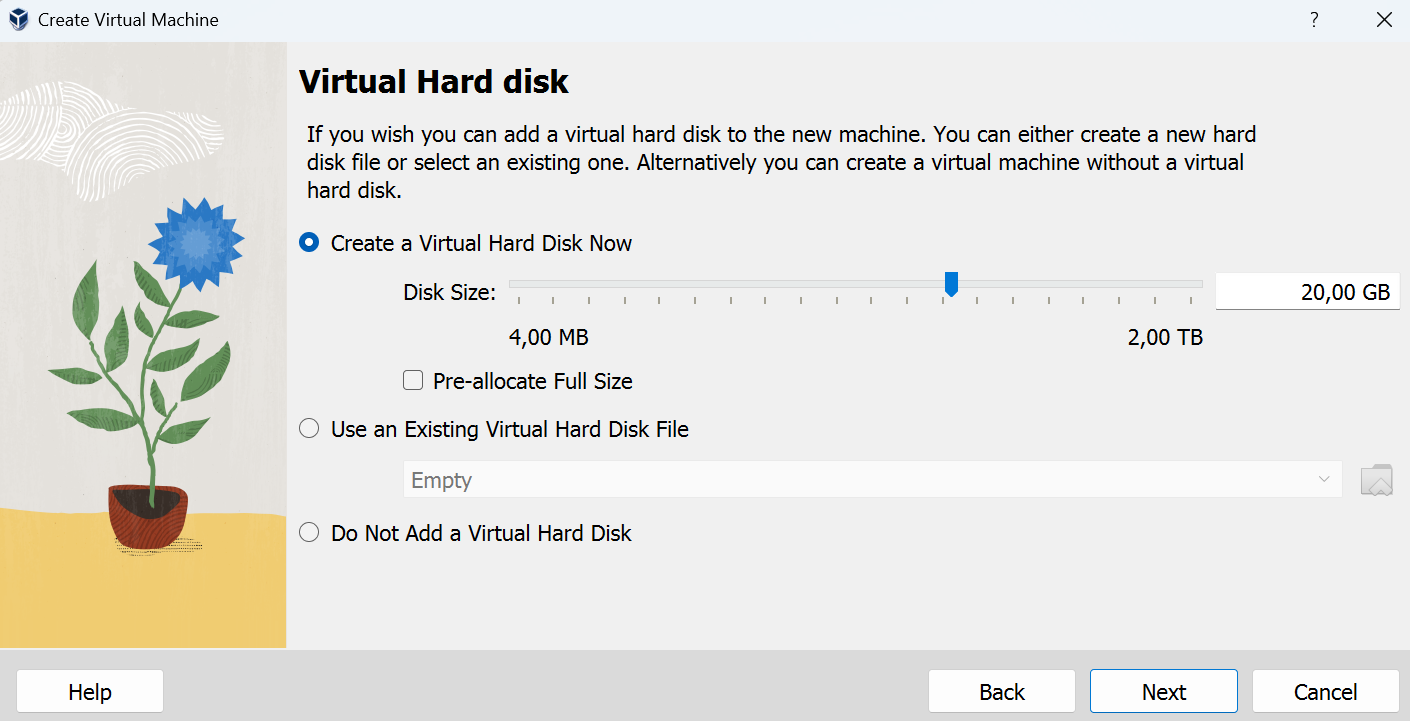 Create Virtual Machine
?
Virtual Hard disk
If you wish you can add a virtual hard disk to the new machine. You can either create a new hard
disk file or select an existing one. Alternatively you can create a virtual machine without a virtual
hard disk.
Create a Virtual Hard Disk Now
Disk Size:
20,00 GB
4,00 MB
2,00 TB
Pre-allocate Full Size
Use an Existing Virtual Hard Disk File
Empty
Do Not Add a Virtual Hard Disk
Help
Back
Next
Cancel